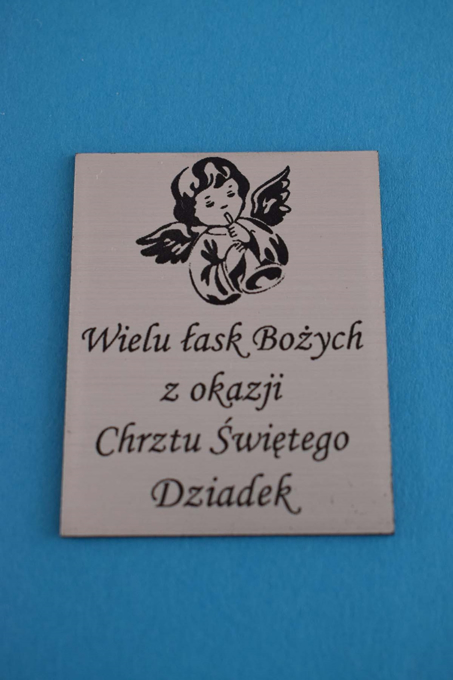 Wielu łask Bożych
z okazji
Chrztu Świętego
Dziadek